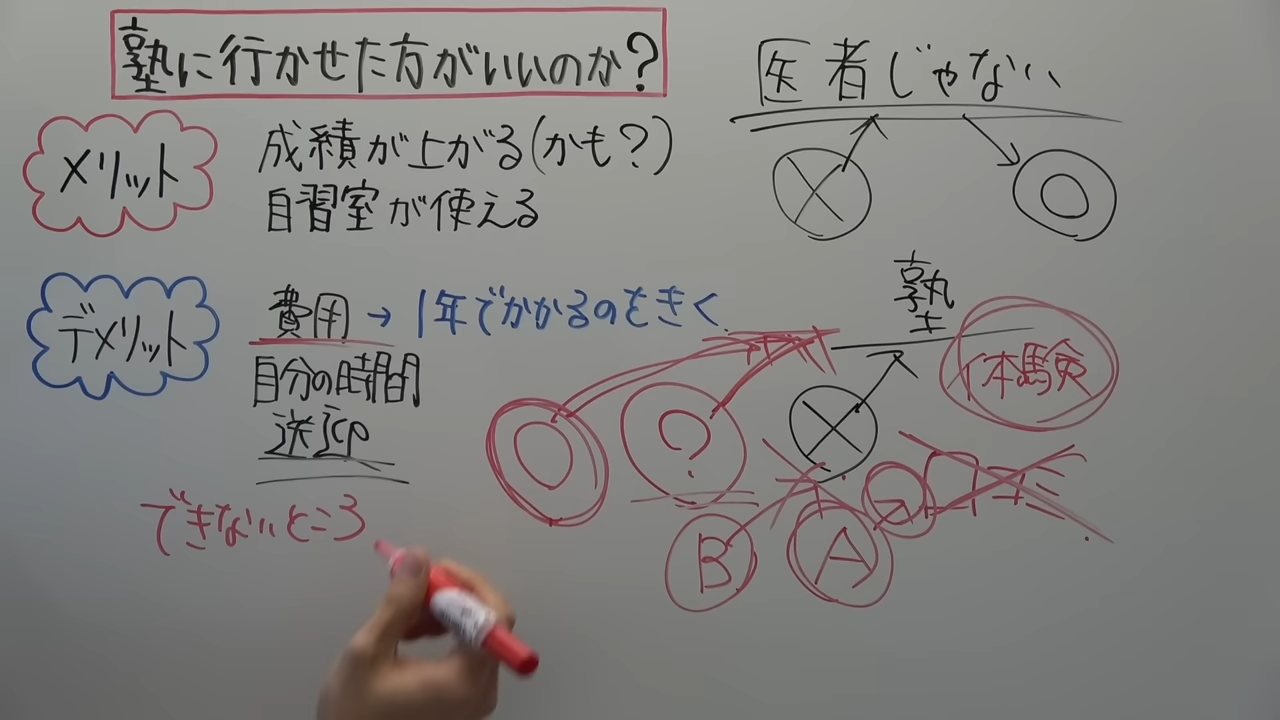 塾に行かせた方がいいのか?
メリット
成績が上がる(かも?)
自習室が使える
デメリット
費用 → 1年でかかるのをきく
自分の時間
送迎
できないところ
医者じゃない
塾
体験
?
B
A